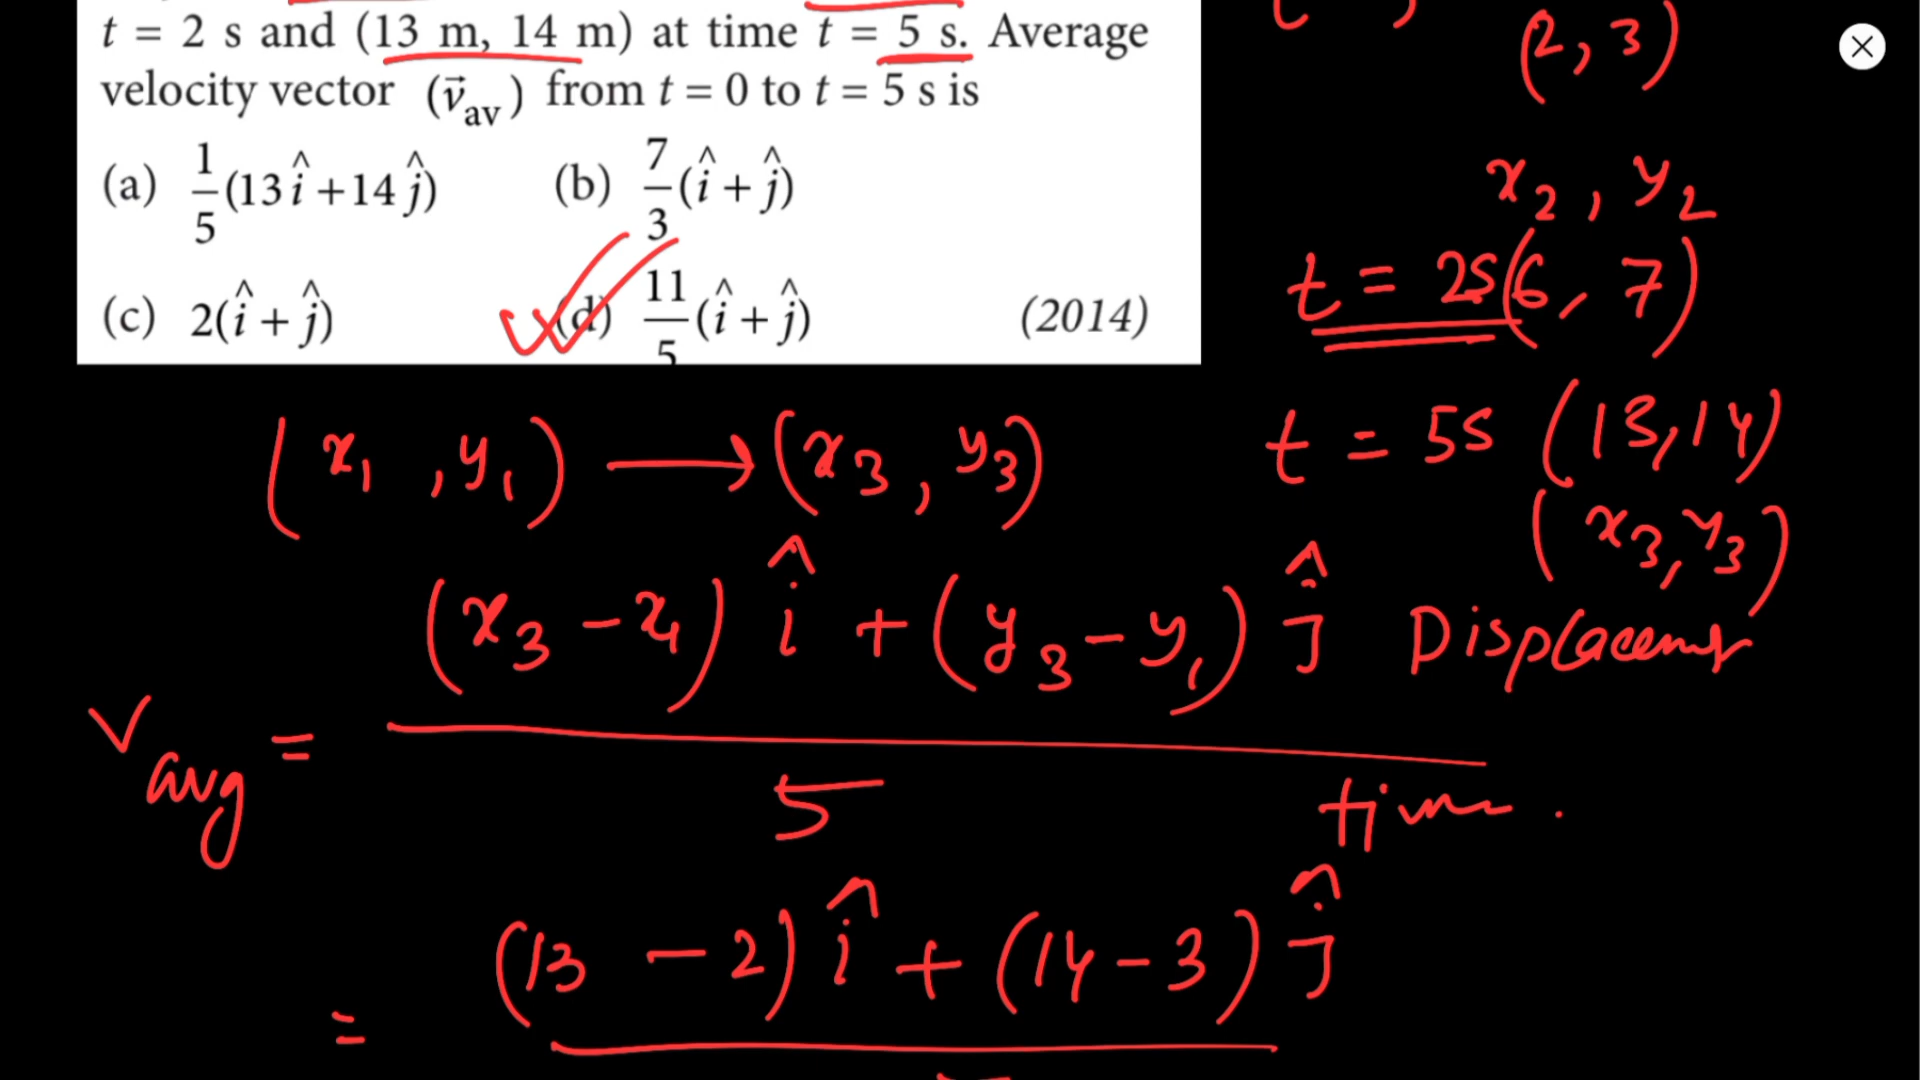 t = 2 s and (13 m, 14 m) at time t = 5 s. Average
velocity vector (v⃗av) from t = 0 to t = 5 s is
(a) 1/5 (13î + 14ĵ) (b) 7/3 (î + ĵ)
(c) 2(î + ĵ) (d) 11/5 (î + ĵ) (2014)
(2, 3)
x₂, y₂
t = 2s (6, 7)
t = 5s (13, 14)
(x₃, y₃)
(x₁, y₁) → (x₃, y₃)
Vavg = (x₃ − x₁) î + (y₃ − y₁) ĵ Displacement
5 time.
= (13 − 2) î + (14 − 3) ĵ